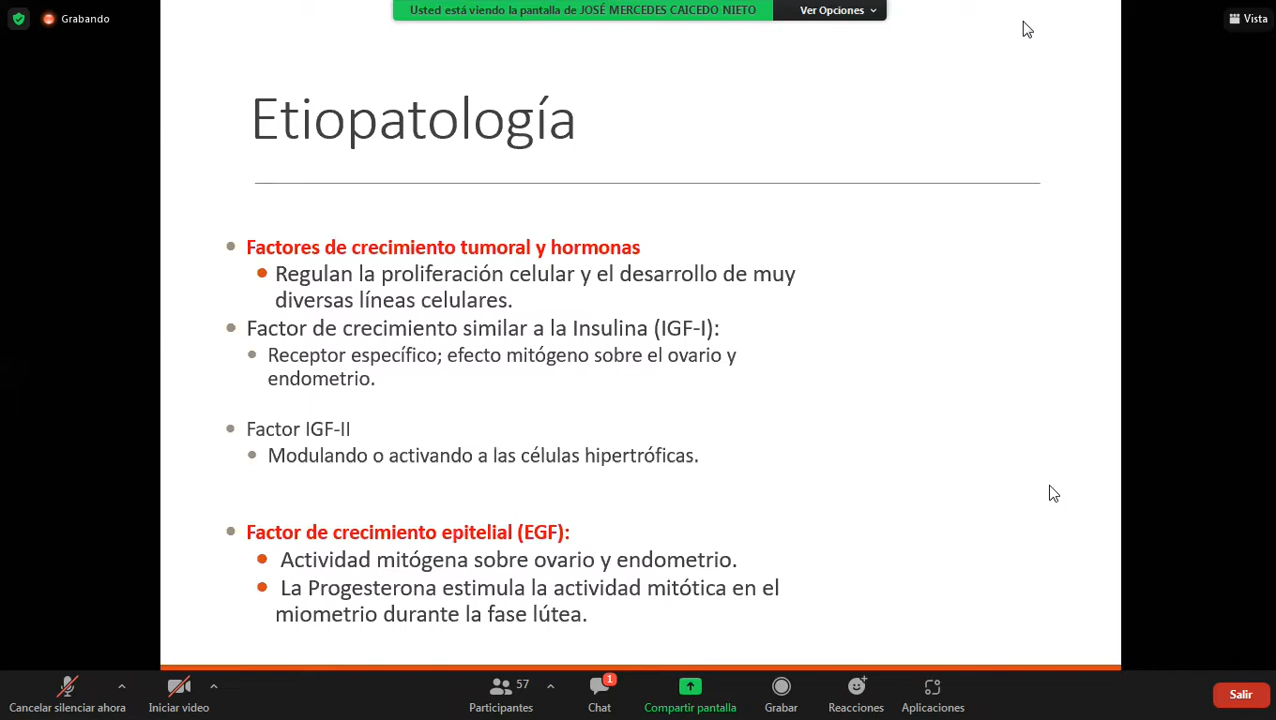 Grabando
Usted está viendo la pantalla de JOSÉ MERCEDES CAICEDO NIETO
Ver Opciones
Vista
Etiopatología
Factores de crecimiento tumoral y hormonas
Regulan la proliferación celular y el desarrollo de muy
diversas líneas celulares.
Factor de crecimiento similar a la Insulina (IGF-I):
Receptor específico; efecto mitógeno sobre el ovario y
endometrio.
Factor IGF-II
Modulando o activando a las células hipertróficas.
Factor de crecimiento epitelial (EGF):
Actividad mitógena sobre ovario y endometrio.
La Progesterona estimula la actividad mitótica en el
miometrio durante la fase lútea.
57
1
Cancelar silenciar ahora
Iniciar video
Participantes
Chat
Compartir pantalla
Grabar
Reacciones
Aplicaciones
Salir